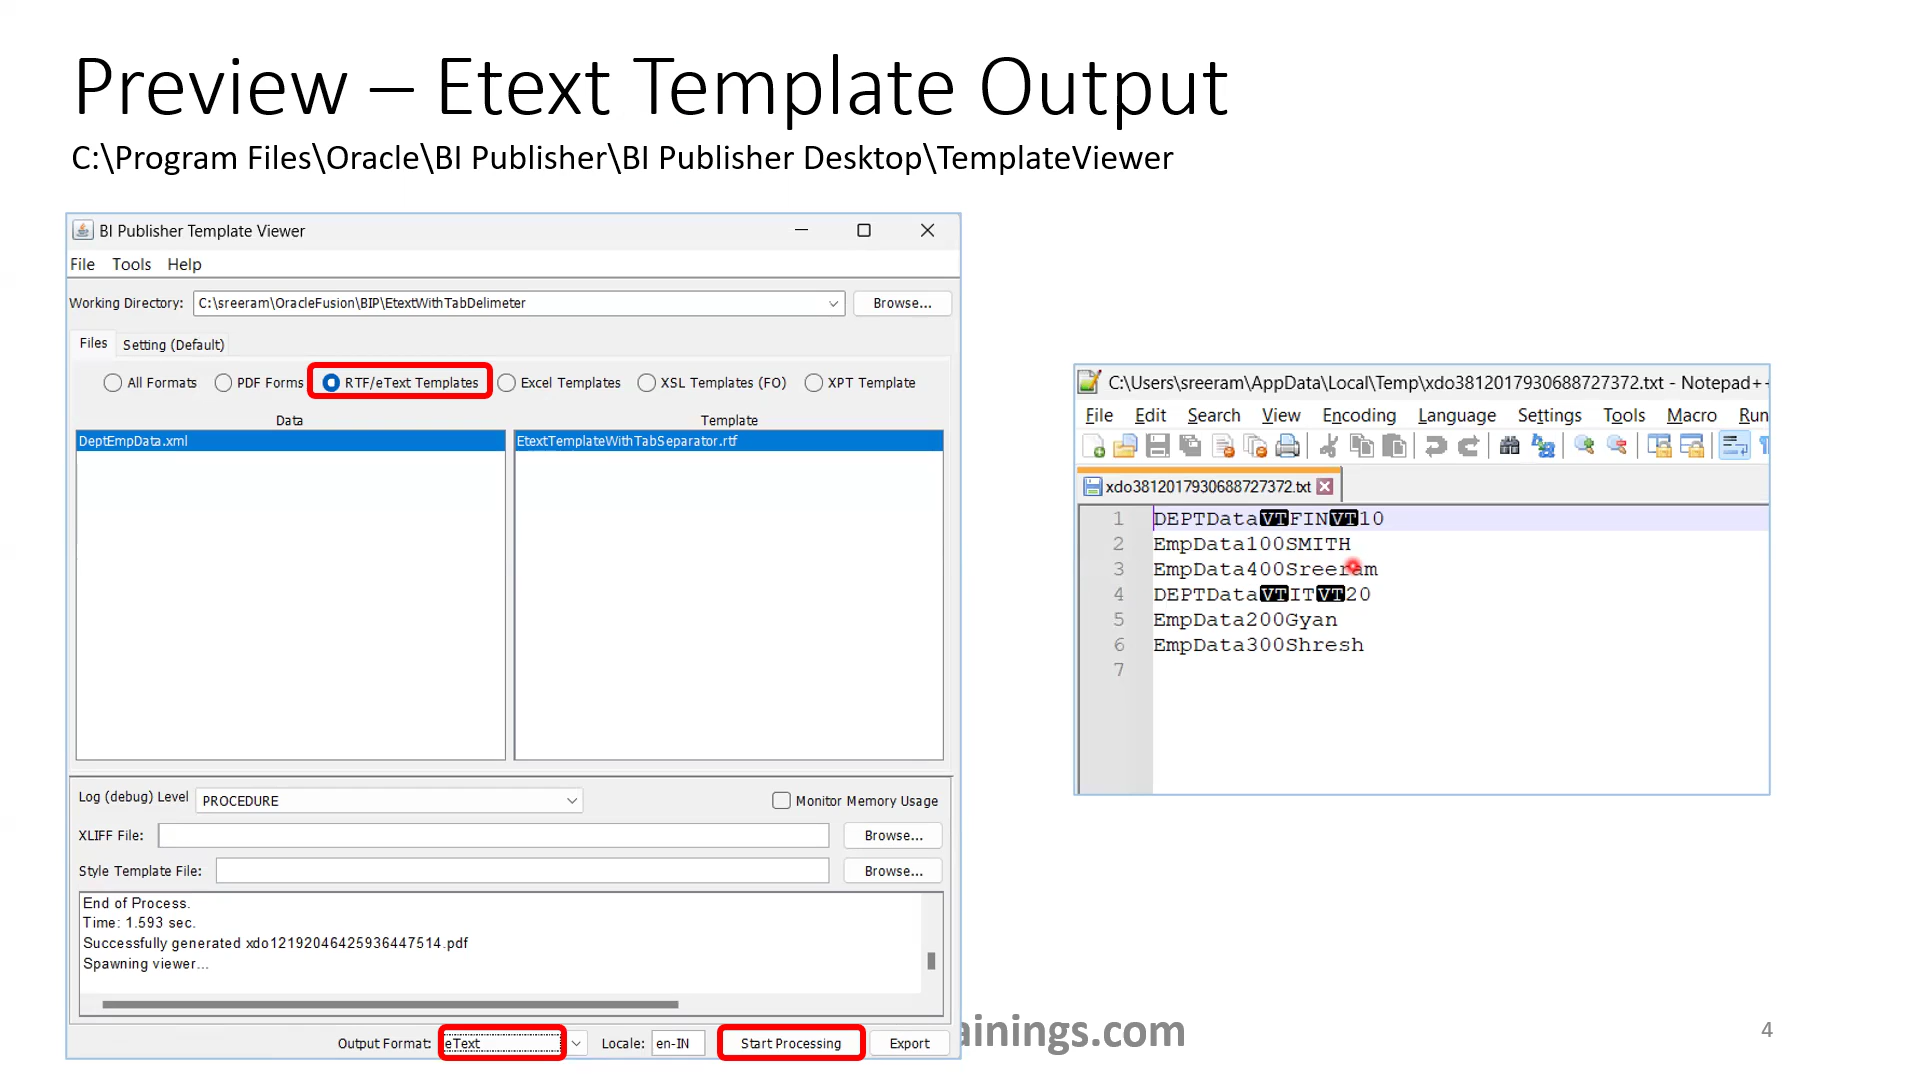 Preview – Etext Template Output
C:\Program Files\Oracle\BI Publisher\BI Publisher Desktop\TemplateViewer
BI Publisher Template Viewer
File Tools Help
Working Directory: C:\sreeram\OracleFusion\BIP\EtextWithTabDelimeter Browse...
Files Setting (Default)
All Formats PDF Forms RTF/eText Templates Excel Templates XSL Templates (FO) XPT Template
Data Template
DeptEmpData.xml EtextTemplateWithTabSeparator.rtf
Log (debug) Level PROCEDURE Monitor Memory Usage
XLIFF File: Browse...
Style Template File: Browse...
End of Process.
Time: 1.593 sec.
Successfully generated xdo12192046425936447514.pdf
Spawning viewer...
Output Format: eText Locale: en-IN Start Processing Export
C:\Users\sreeram\AppData\Local\Temp\xdo3812017930688727372.txt - Notepad++
File Edit Search View Encoding Language Settings Tools Macro Run
xdo3812017930688727372.txt
1 DEPTDataVTFINVT10
2 EmpData100SMITH
3 EmpData400Sreeram
4 DEPTDataVTITVT20
5 EmpData200Gyan
6 EmpData300Shresh
7
ainings.com
4